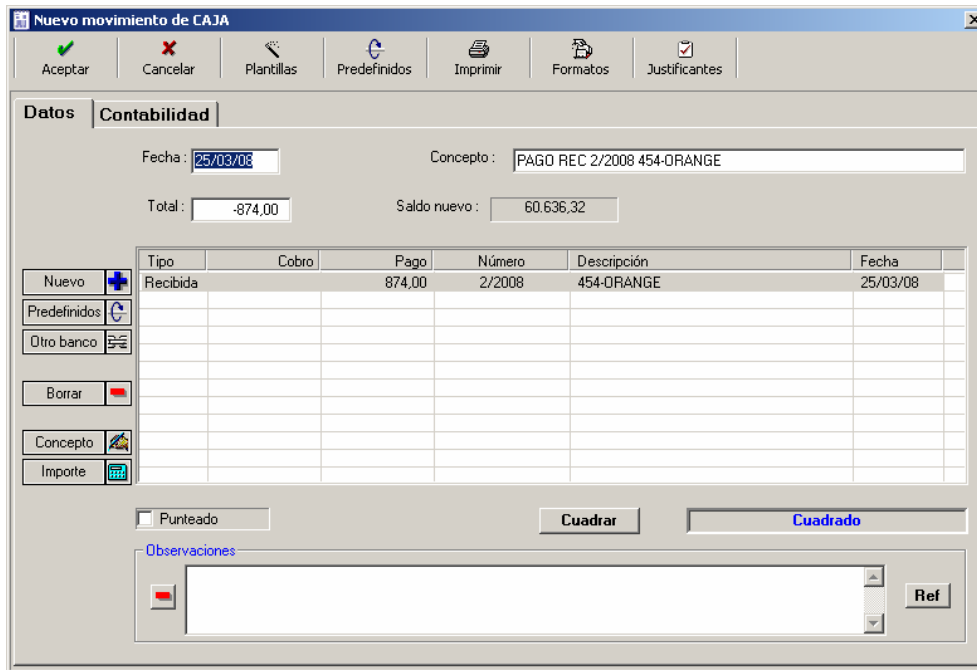 Nuevo movimiento de CAJA
Aceptar Cancelar Plantillas Predefinidos Imprimir Formatos Justificantes
Datos Contabilidad
Fecha : 25/03/08 Concepto : PAGO REC 2/2008 454-ORANGE
Total : -874,00 Saldo nuevo : 60.636,32
Tipo Cobro Pago Número Descripción Fecha
Nuevo Recibida 874,00 2/2008 454-ORANGE 25/03/08
Predefinidos
Otro banco
Borrar
Concepto
Importe
Punteado Cuadrar Cuadrado
Observaciones
Ref